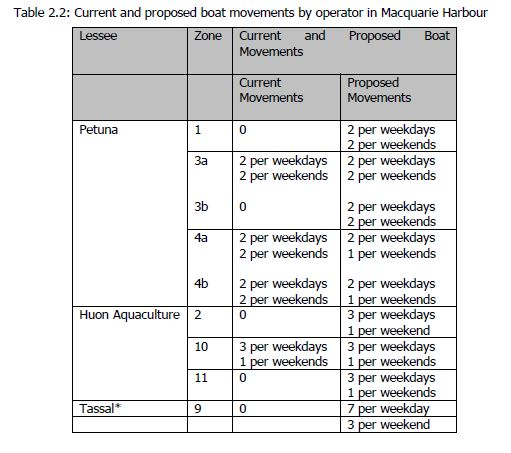 Table 2.2: Current and proposed boat movements by operator in Macquarie Harbour
Lessee Zone Current and Proposed Boat
Movements
Current Proposed
Movements Movements
Petuna 1 0 2 per weekdays
2 per weekends
3a 2 per weekdays 2 per weekdays
2 per weekends 2 per weekends
3b 0 2 per weekdays
2 per weekends
4a 2 per weekdays 2 per weekdays
2 per weekends 1 per weekends
4b 2 per weekdays 2 per weekdays
2 per weekends 1 per weekends
Huon Aquaculture 2 0 3 per weekdays
1 per weekend
10 3 per weekdays 3 per weekdays
1 per weekends 1 per weekends
11 0 3 per weekdays
1 per weekends
Tassal* 9 0 7 per weekday
3 per weekend